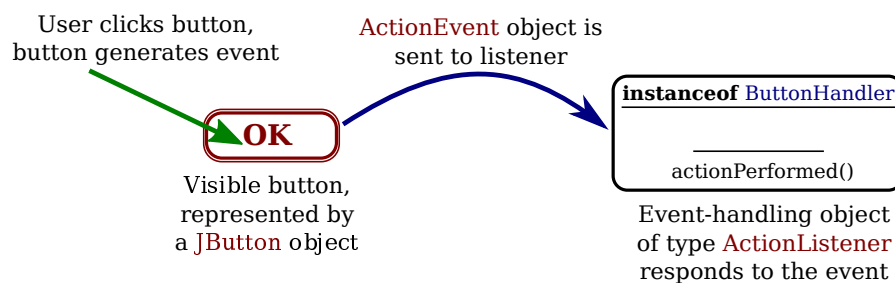 User clicks button,
button generates event
ActionEvent object is
sent to listener
OK
Visible button,
represented by
a JButton object
instanceof ButtonHandler
actionPerformed()
Event-handling object
of type ActionListener
responds to the event